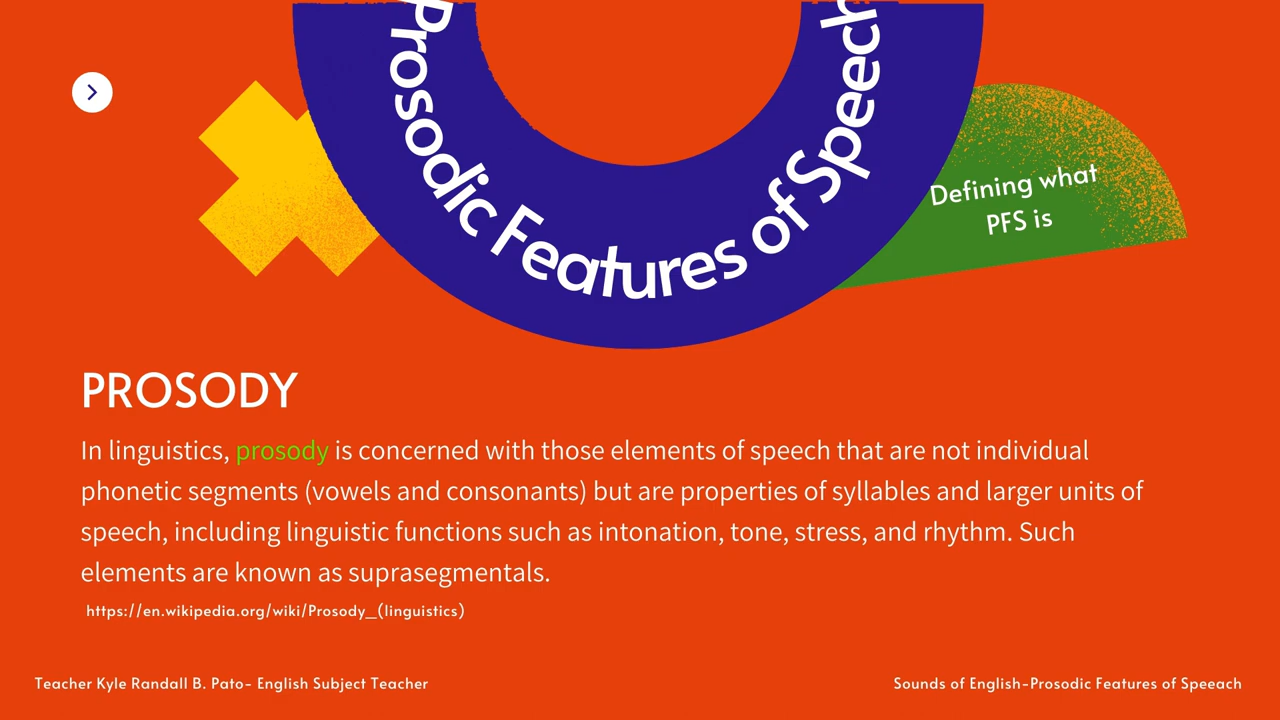 Prosodic Features of Speech
Defining what
PFS is
PROSODY
In linguistics, prosody is concerned with those elements of speech that are not individual
phonetic segments (vowels and consonants) but are properties of syllables and larger units of
speech, including linguistic functions such as intonation, tone, stress, and rhythm. Such
elements are known as suprasegmentals.
https://en.wikipedia.org/wiki/Prosody_(linguistics)
Teacher Kyle Randall B. Pato- English Subject Teacher
Sounds of English-Prosodic Features of Speeach